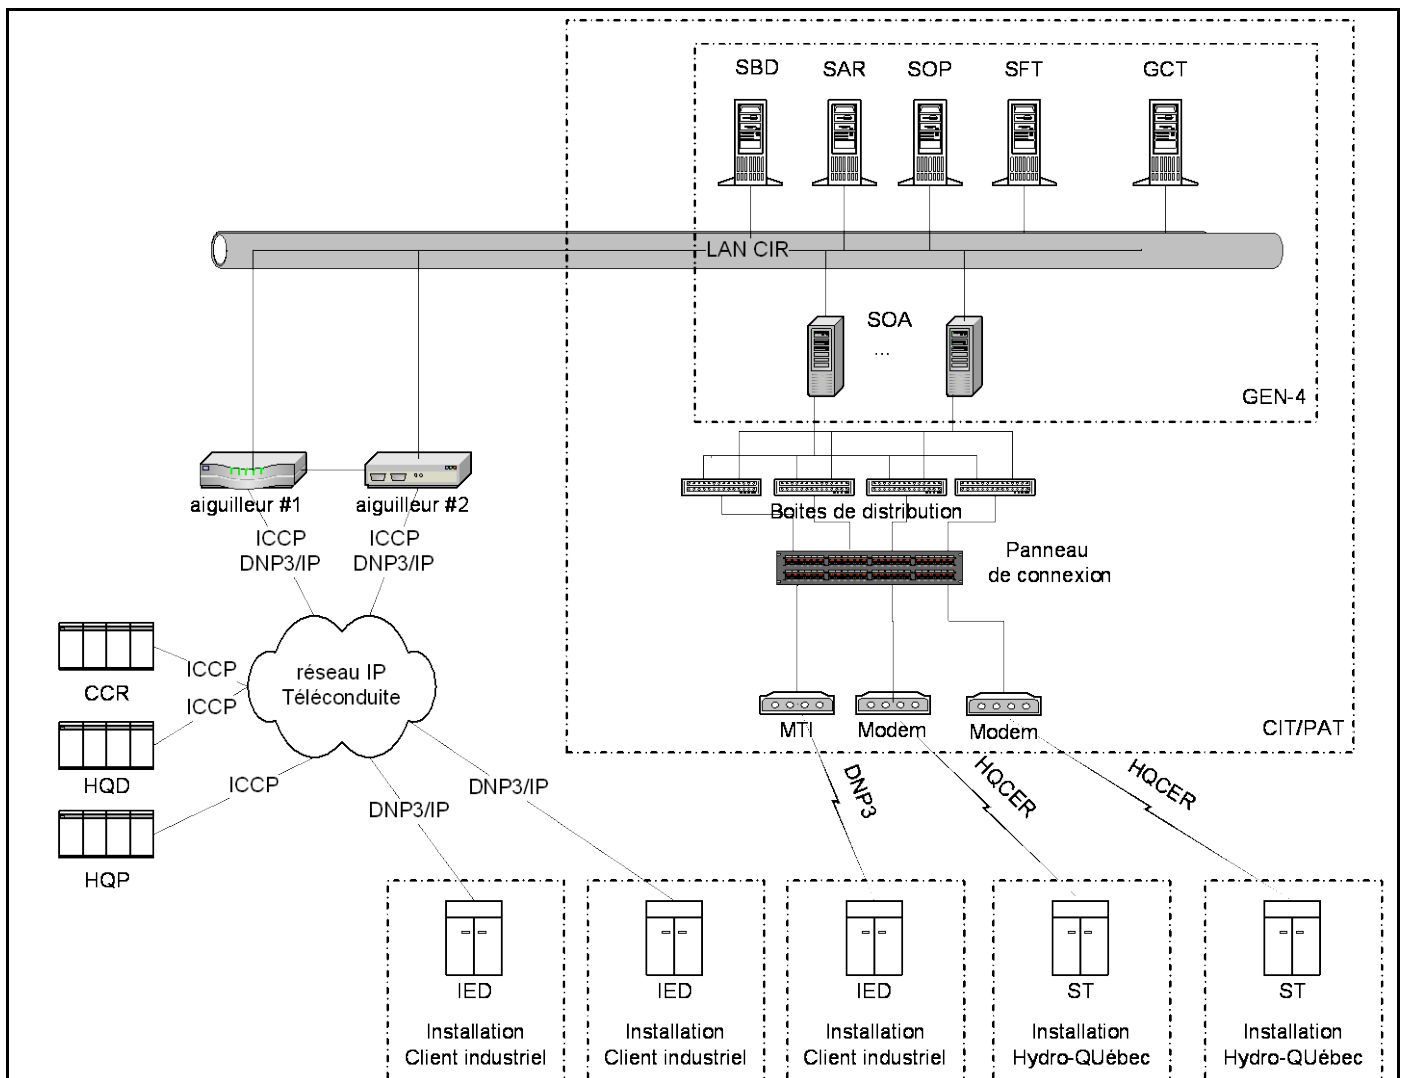 SBD SAR SOP SFT GCT
LAN CIR
SOA
...
GEN-4
aiguilleur #1 aiguilleur #2
Boites de distribution
ICCP ICCP
DNP3/IP DNP3/IP
Panneau
de connexion
réseau IP
Téléconduite
ICCP
CCR
ICCP
MTI Modem Modem
CIT/PAT
HQD
ICCP
DNP3/IP
DNP3/IP
DNP3
HQCER
HQCER
HQP
IED IED IED ST ST
Installation Installation Installation Installation Installation
Client industriel Client industriel Client industriel Hydro-QUébec Hydro-QUébec